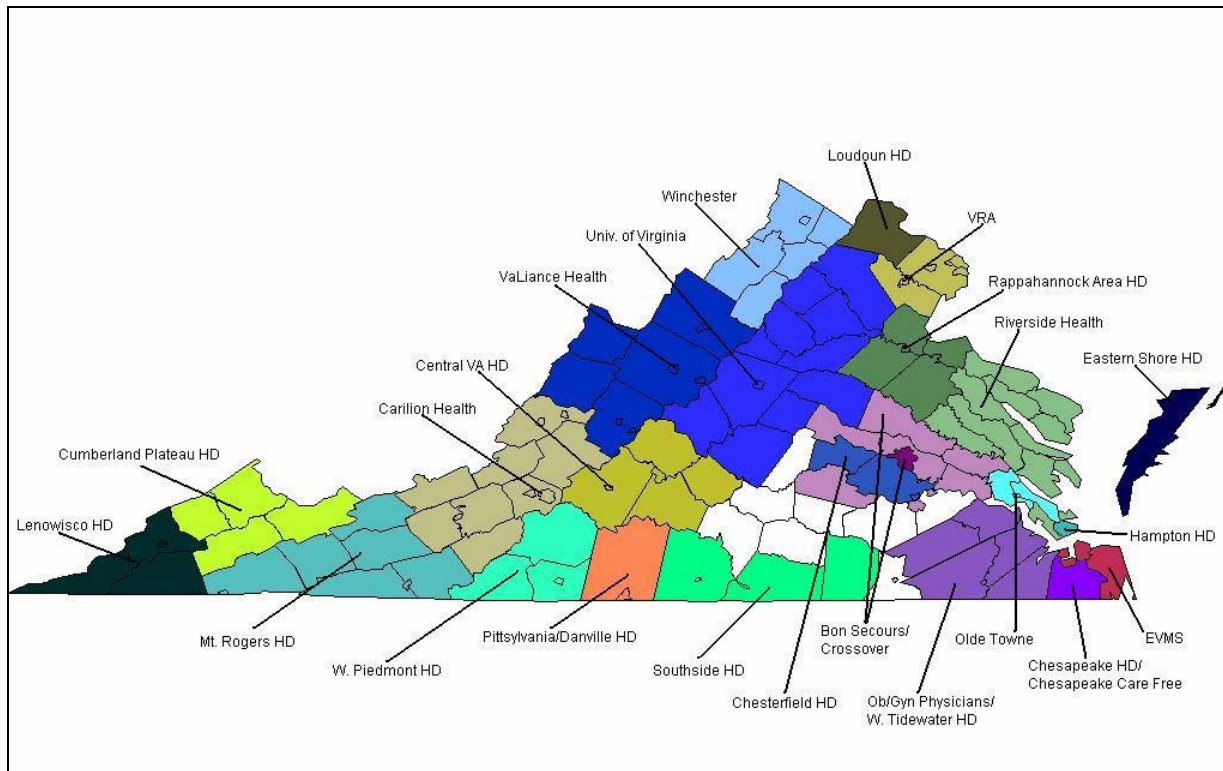 Loudoun HD
Winchester
VRA
Univ. of Virginia
Rappahannock Area HD
VaLiance Health
Riverside Health
Eastern Shore HD
Central VA HD
Carilion Health
Cumberland Plateau HD
Lenowisco HD
Hampton HD
Mt. Rogers HD
W. Piedmont HD
Pittsylvania/Danville HD
Southside HD
Bon Secours/
Crossover
Olde Towne
EVMS
Chesapeake HD/
Chesapeake Care Free
Chesterfield HD
Ob/Gyn Physicians/
W. Tidewater HD